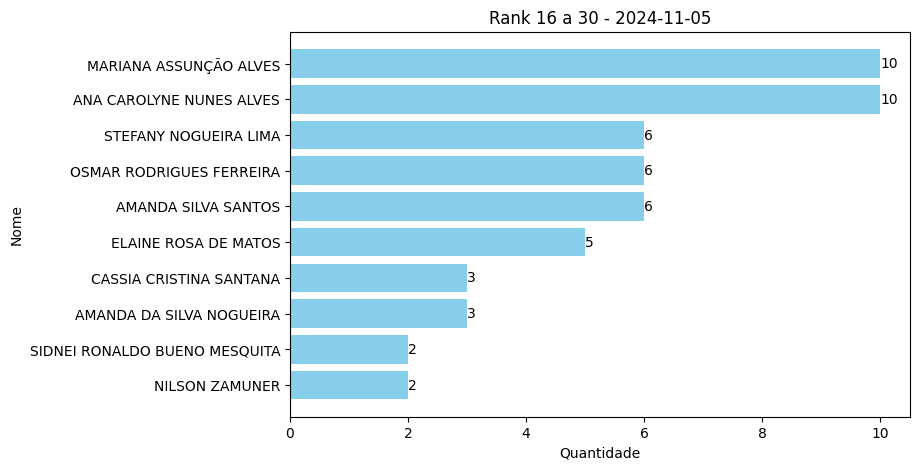 Rank 16 a 30 - 2024-11-05
MARIANA ASSUNÇÃO ALVES 10
ANA CAROLYNE NUNES ALVES 10
STEFANY NOGUEIRA LIMA 6
OSMAR RODRIGUES FERREIRA 6
AMANDA SILVA SANTOS 6
ELAINE ROSA DE MATOS 5
CASSIA CRISTINA SANTANA 3
AMANDA DA SILVA NOGUEIRA 3
SIDNEI RONALDO BUENO MESQUITA 2
NILSON ZAMUNER 2
Nome
0 2 4 6 8 10
Quantidade